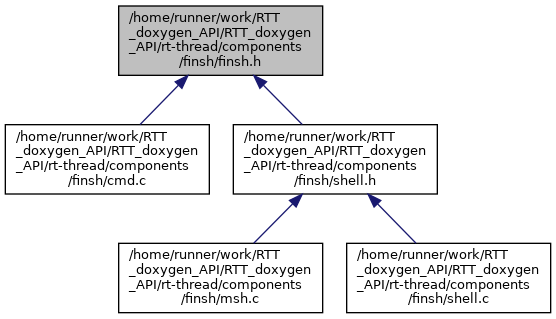 /home/runner/work/RTT
_doxygen_API/RTT_doxygen
_API/rt-thread/components
/finsh/finsh.h
/home/runner/work/RTT
_doxygen_API/RTT_doxygen
_API/rt-thread/components
/finsh/cmd.c
/home/runner/work/RTT
_doxygen_API/RTT_doxygen
_API/rt-thread/components
/finsh/shell.h
/home/runner/work/RTT
_doxygen_API/RTT_doxygen
_API/rt-thread/components
/finsh/msh.c
/home/runner/work/RTT
_doxygen_API/RTT_doxygen
_API/rt-thread/components
/finsh/shell.c